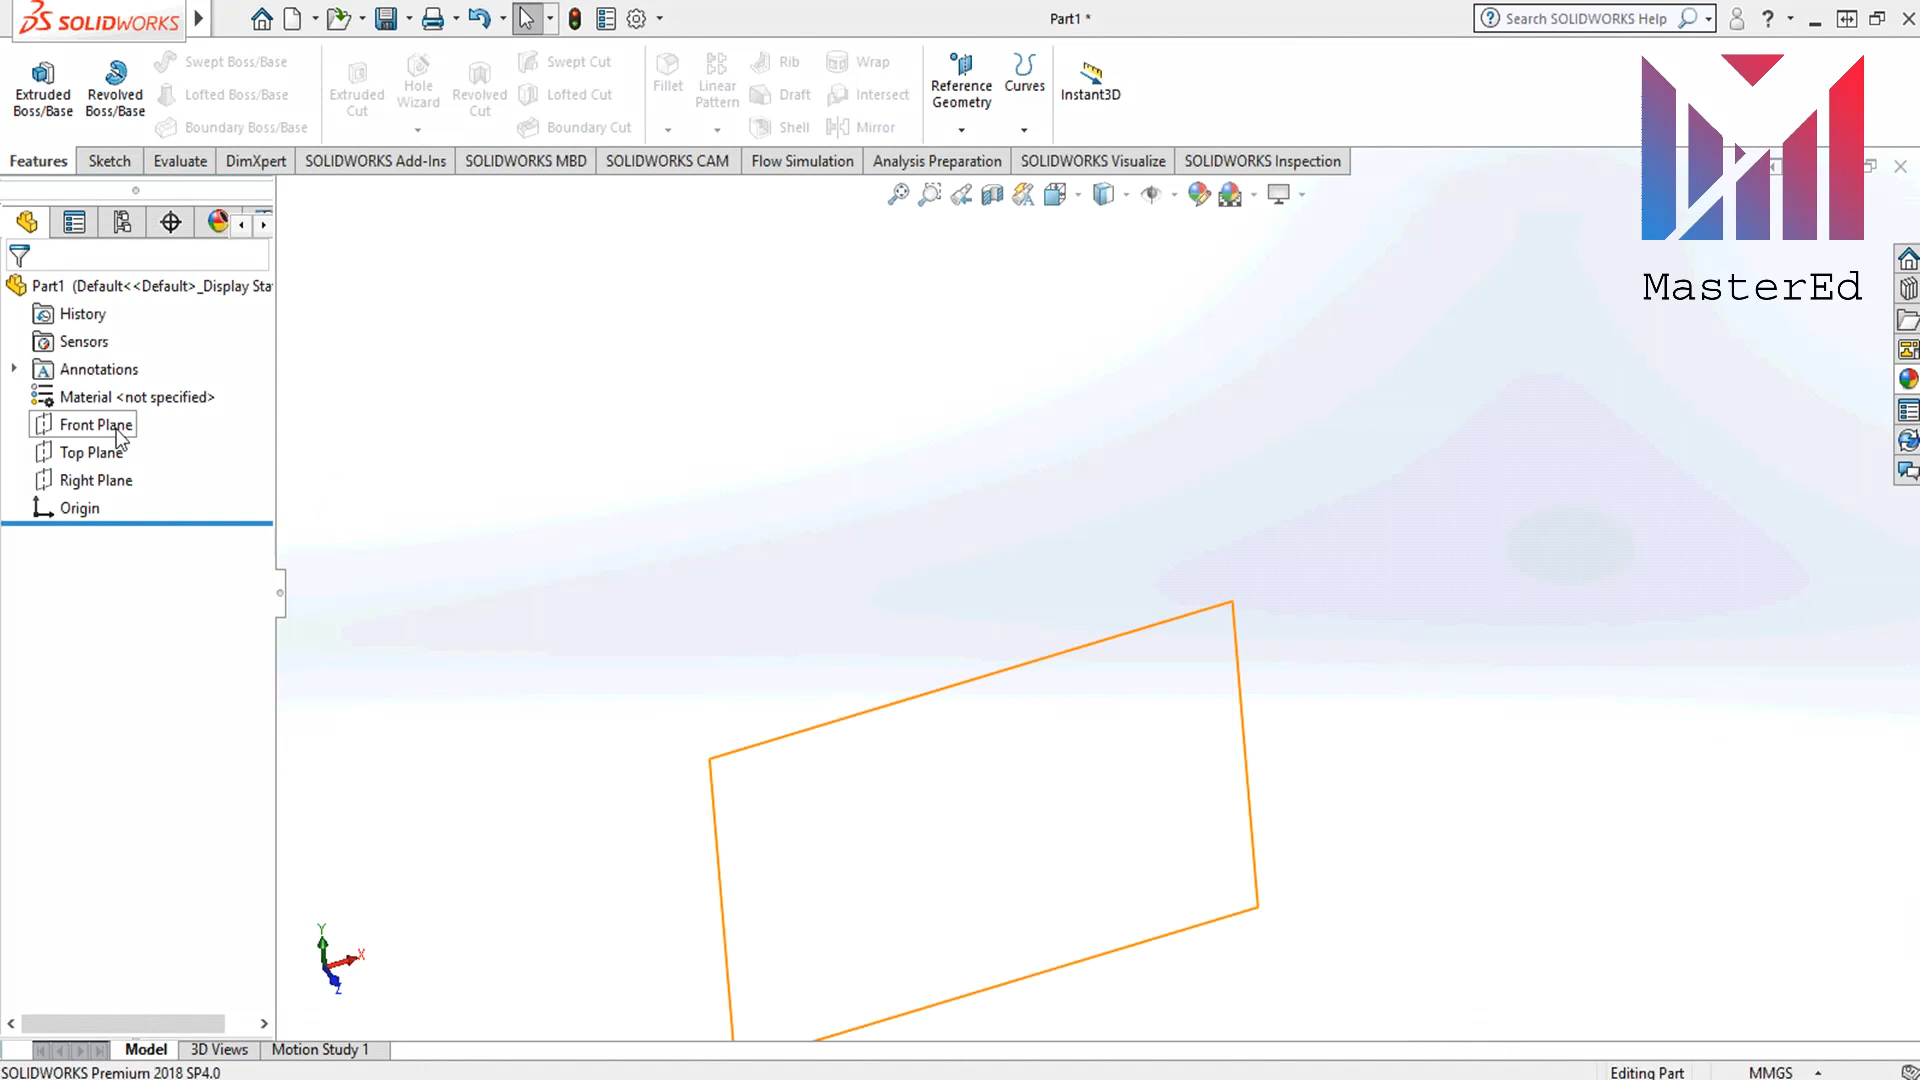 SOLIDWORKS
Part1 *
Search SOLIDWORKS Help
Extruded Boss/Base
Revolved Boss/Base
Swept Boss/Base
Lofted Boss/Base
Boundary Boss/Base
Extruded Cut
Hole Wizard
Revolved Cut
Swept Cut
Lofted Cut
Boundary Cut
Fillet
Linear Pattern
Rib
Draft
Shell
Wrap
Intersect
Mirror
Reference Geometry
Curves
Instant3D
MasterEd
Features
Sketch
Evaluate
DimXpert
SOLIDWORKS Add-Ins
SOLIDWORKS MBD
SOLIDWORKS CAM
Flow Simulation
Analysis Preparation
SOLIDWORKS Visualize
SOLIDWORKS Inspection
Part1 (Default<<Default>_Display Sta
History
Sensors
Annotations
Material <not specified>
Front Plane
Top Plane
Right Plane
Origin
Y
X
Z
Model
3D Views
Motion Study 1
SOLIDWORKS Premium 2018 SP4.0
Editing Part
MMGS